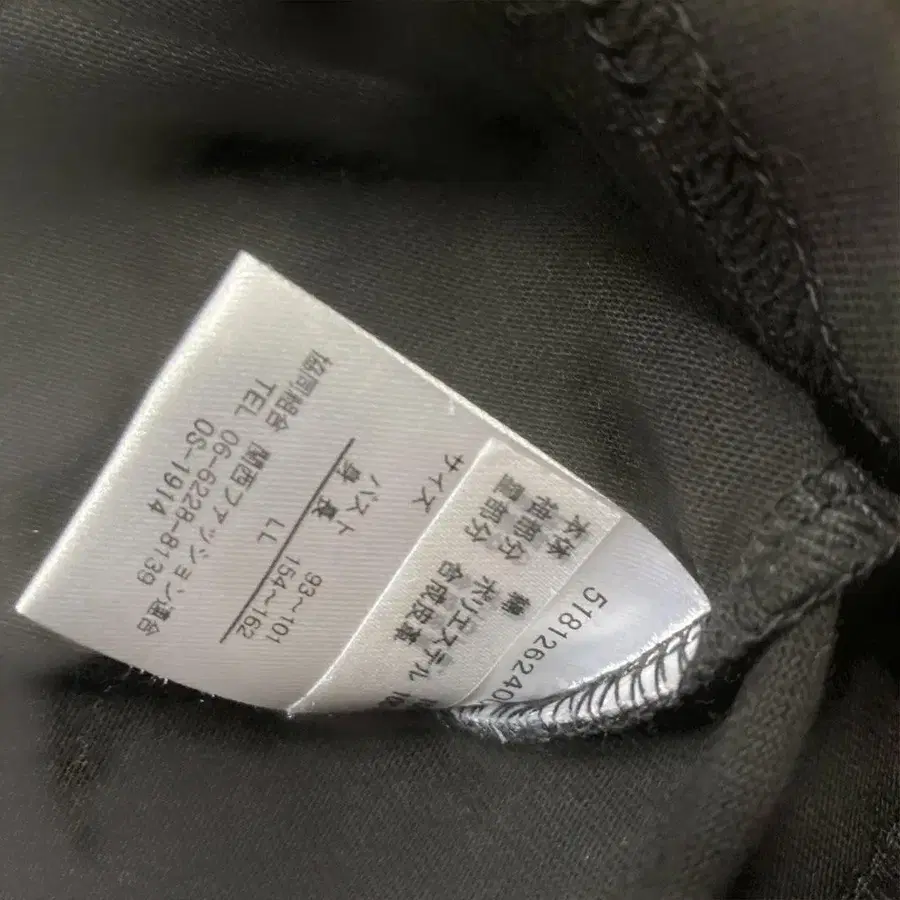 518126240
本体 綿
袖部分 ポリエステル
部分 合成皮革
サイズ LL
バスト 93~101
身長 154~162
協同組合 関西ファッション連合
TEL 06-6228-8139
OS-1914